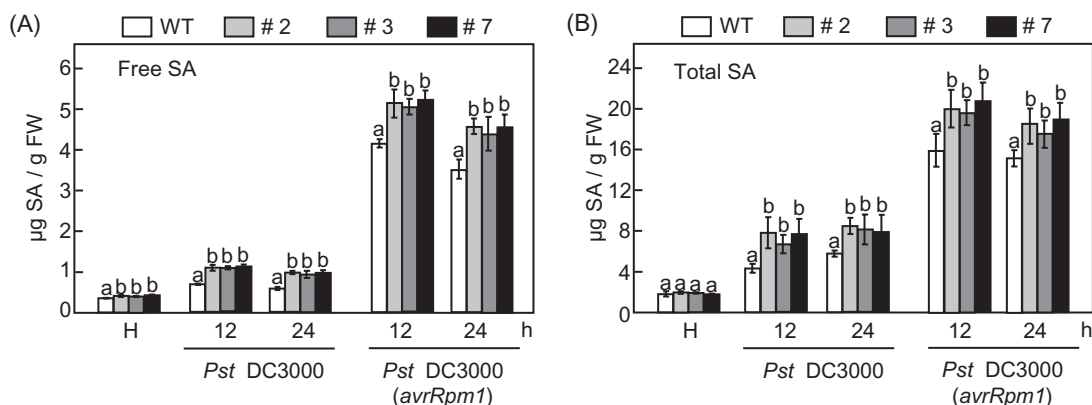 (A) WT # 2 # 3 # 7
Free SA
µg SA / g FW
6
5
4
3
2
1
0
a b b b
a b b b
a b b b
a b b b
a b b b
H 12 24 12 24 h
Pst DC3000 Pst DC3000
(avrRpm1)
(B) WT # 2 # 3 # 7
Total SA
µg SA / g FW
24
20
16
12
8
4
0
a a a a
a b b b
a b b b
a b b b
a b b b
H 12 24 12 24 h
Pst DC3000 Pst DC3000
(avrRpm1)